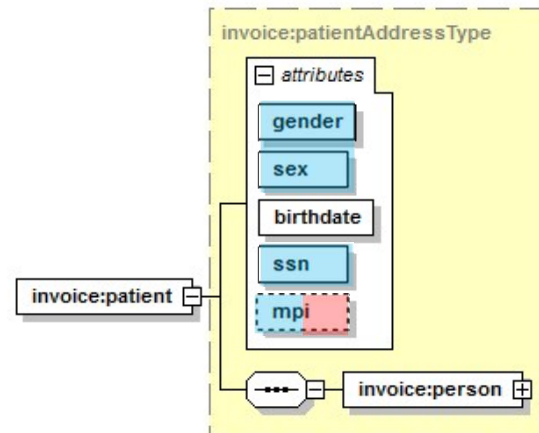 invoice:patientAddressType
attributes
gender
sex
birthdate
ssn
mpi
invoice:patient
invoice:person